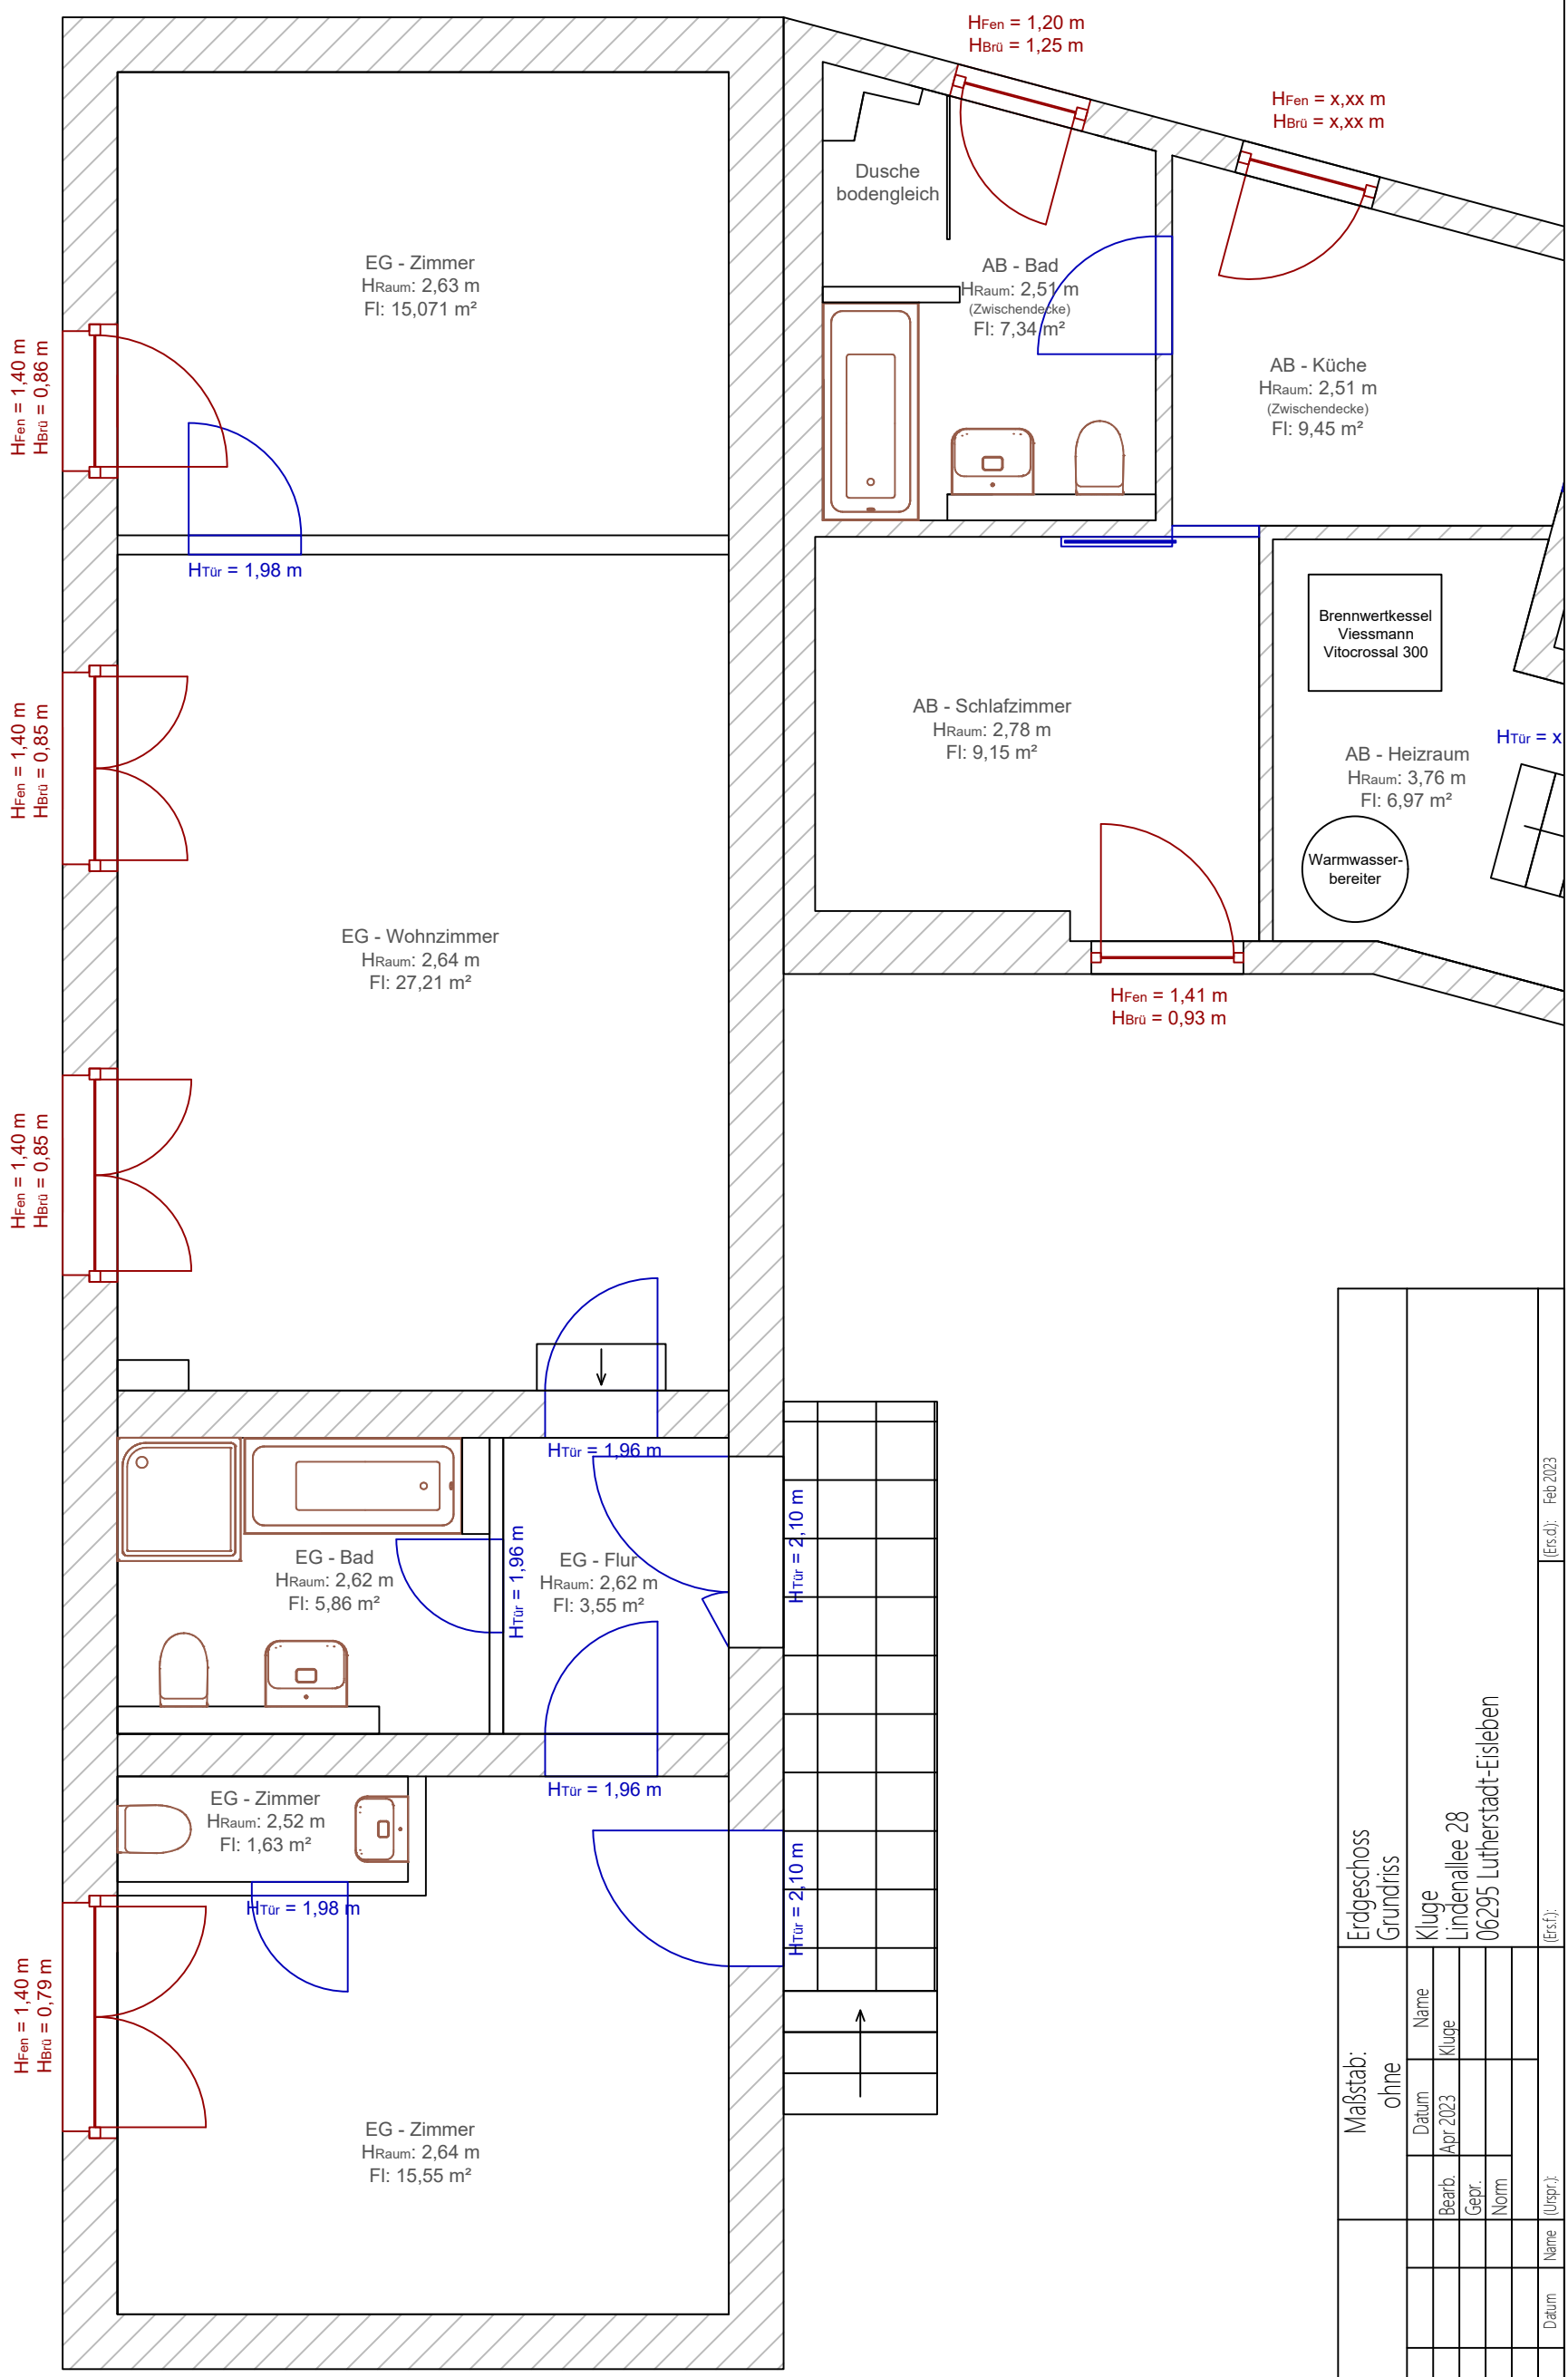 HFen = 1,20 m
HBrü = 1,25 m
HFen = x,xx m
HBrü = x,xx m
Dusche
bodengleich
EG - Zimmer
HRaum: 2,63 m
Fl: 15,071 m²
AB - Bad
HRaum: 2,51 m
(Zwischendecke)
Fl: 7,34 m²
HFen = 1,40 m
HBrü = 0,86 m
AB - Küche
HRaum: 2,51 m
(Zwischendecke)
Fl: 9,45 m²
HTür = 1,98 m
Brennwertkessel
Viessmann
Vitocrossal 300
HFen = 1,40 m
HBrü = 0,85 m
AB - Schlafzimmer
HRaum: 2,78 m
Fl: 9,15 m²
HTür = x
AB - Heizraum
HRaum: 3,76 m
Fl: 6,97 m²
Warmwasser-
bereiter
EG - Wohnzimmer
HRaum: 2,64 m
Fl: 27,21 m²
HFen = 1,41 m
HBrü = 0,93 m
HFen = 1,40 m
HBrü = 0,85 m
HTür = 1,96 m
HTür = 2,10 m
EG - Bad
HRaum: 2,62 m
Fl: 5,86 m²
HTür = 1,96 m
EG - Flur
HRaum: 2,62 m
Fl: 3,55 m²
HTür = 1,96 m
EG - Zimmer
HRaum: 2,52 m
Fl: 1,63 m²
HTür = 1,98 m
HTür = 2,10 m
HFen = 1,40 m
HBrü = 0,79 m
EG - Zimmer
HRaum: 2,64 m
Fl: 15,55 m²
Erdgeschoss
Grundriss
Kluge
Lindenallee 28
06295 Lutherstadt-Eisleben
Maßstab:
ohne
Datum Name
Bearb. Apr 2023 Kluge
Gepr.
Norm
Datum Name (Urspr.): (Ers.f.): (Ers.d.): Feb 2023